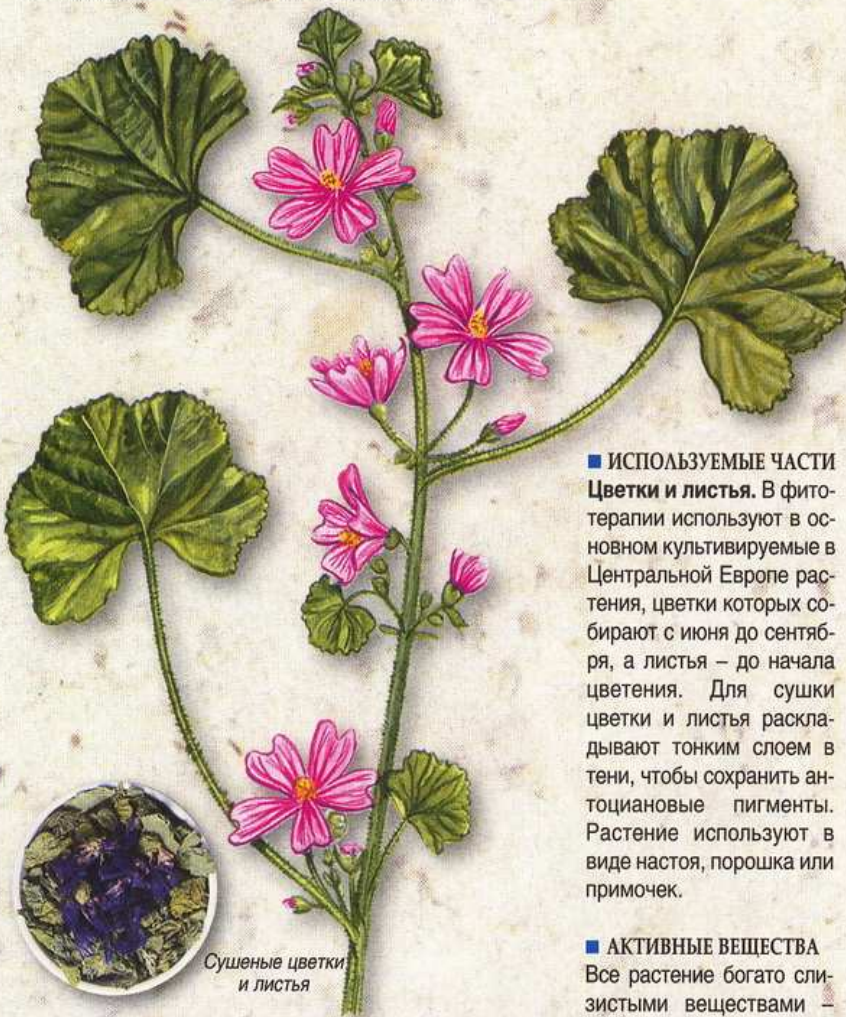 ■ ИСПОЛЬЗУЕМЫЕ ЧАСТИ
Цветки и листья. В фито-
терапии используют в ос-
новном культивируемые в
Центральной Европе рас-
тения, цветки которых со-
бирают с июня до сентяб-
ря, а листья – до начала
цветения. Для сушки
цветки и листья раскла-
дывают тонким слоем в
тени, чтобы сохранить ан-
тоциановые пигменты.
Растение используют в
виде настоя, порошка или
примочек.
■ АКТИВНЫЕ ВЕЩЕСТВА
Все растение богато сли-
зистыми веществами –
Сушеные цветки
и листья